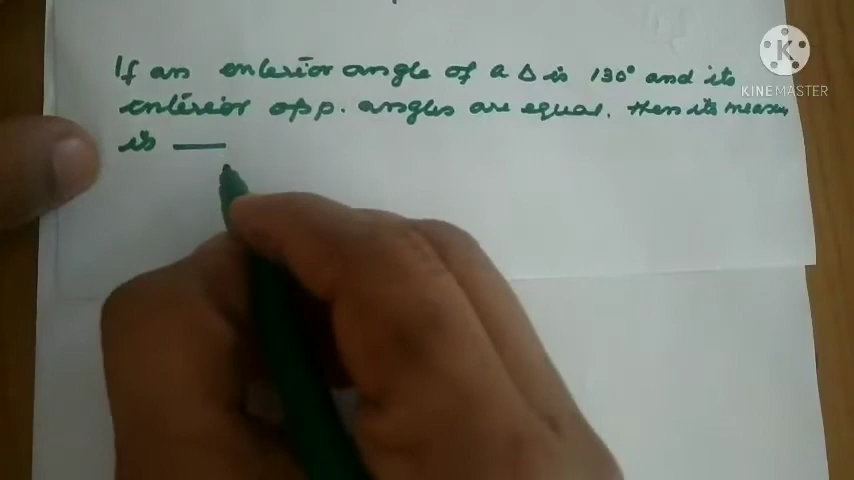 If an exterior angle of a Δ is 130° and its
interior opp. angles are equal. then its measure
is ___
K
KINEMASTER